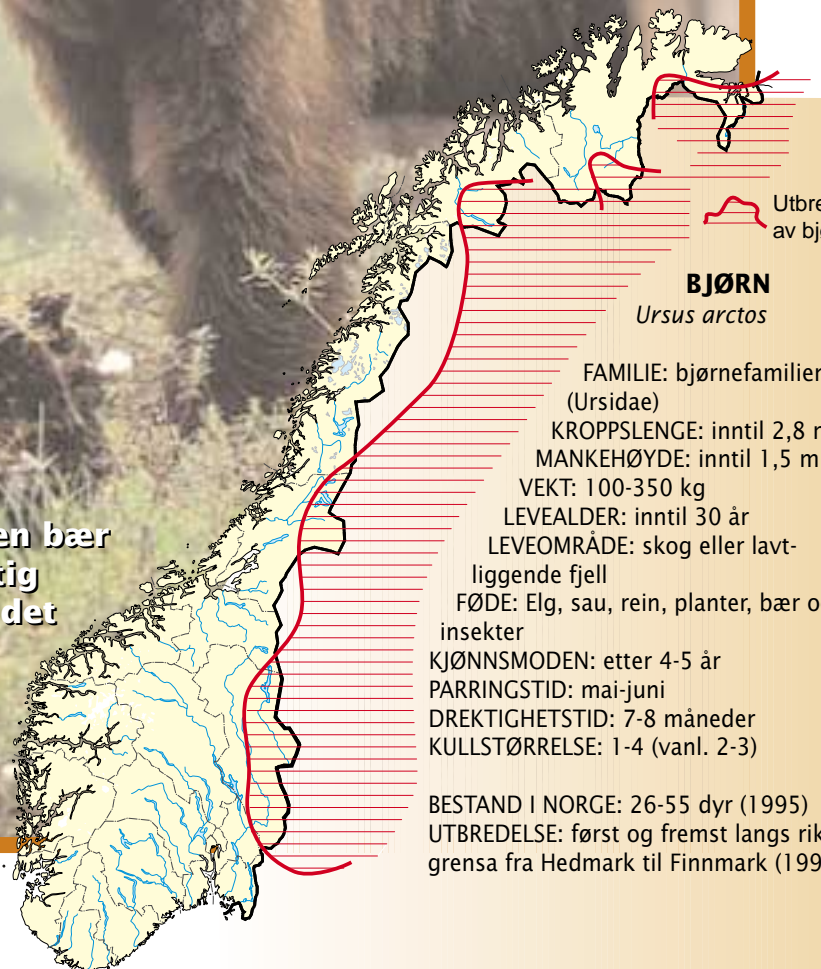 Utbre
av bj
BJØRN
Ursus arctos
FAMILIE: bjørnefamilien
(Ursidae)
KROPPSLENGE: inntil 2,8 m
MANKEHØYDE: inntil 1,5 m
VEKT: 100-350 kg
LEVEALDER: inntil 30 år
LEVEOMRÅDE: skog eller lavt-
liggende fjell
FØDE: Elg, sau, rein, planter, bær o
insekter
KJØNNSMODEN: etter 4-5 år
PARRINGSTID: mai-juni
DREKTIGHETSTID: 7-8 måneder
KULLSTØRRELSE: 1-4 (vanl. 2-3)
BESTAND I NORGE: 26-55 dyr (1995)
UTBREDELSE: først og fremst langs rik
grensa fra Hedmark til Finnmark (199
en bær
tig
det